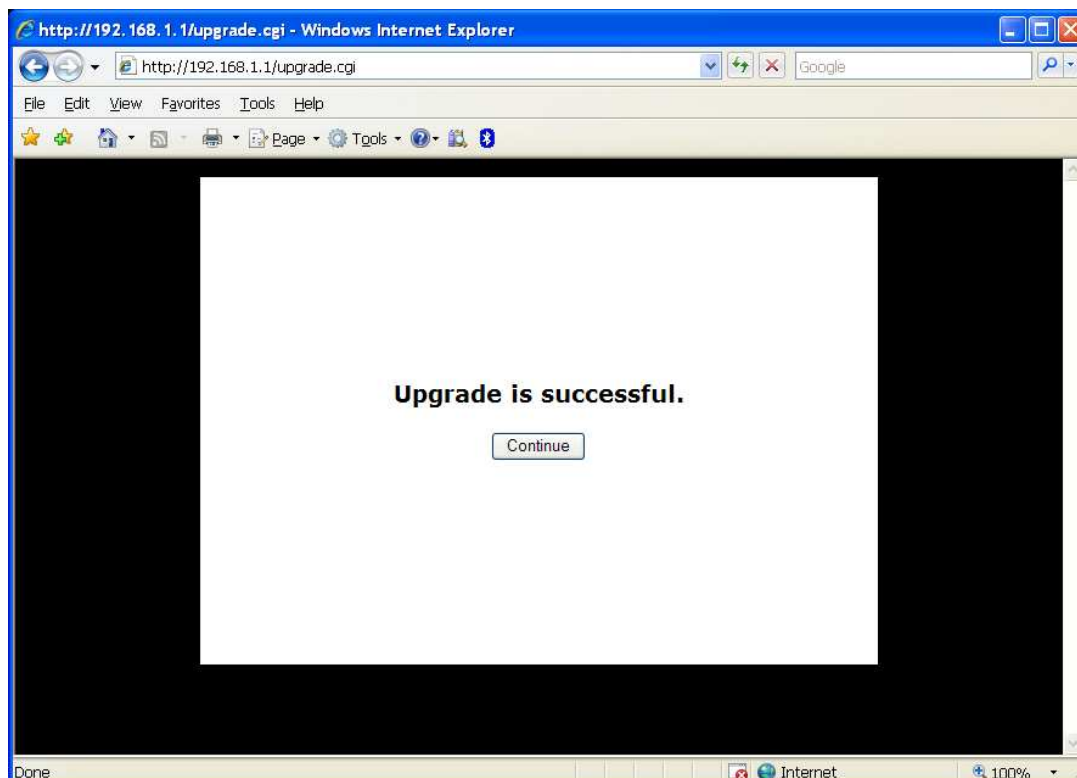 http://192.168.1.1/upgrade.cgi - Windows Internet Explorer
http://192.168.1.1/upgrade.cgi Google
File Edit View Favorites Tools Help
Page Tools
Upgrade is successful.
Continue
Done Internet 100%